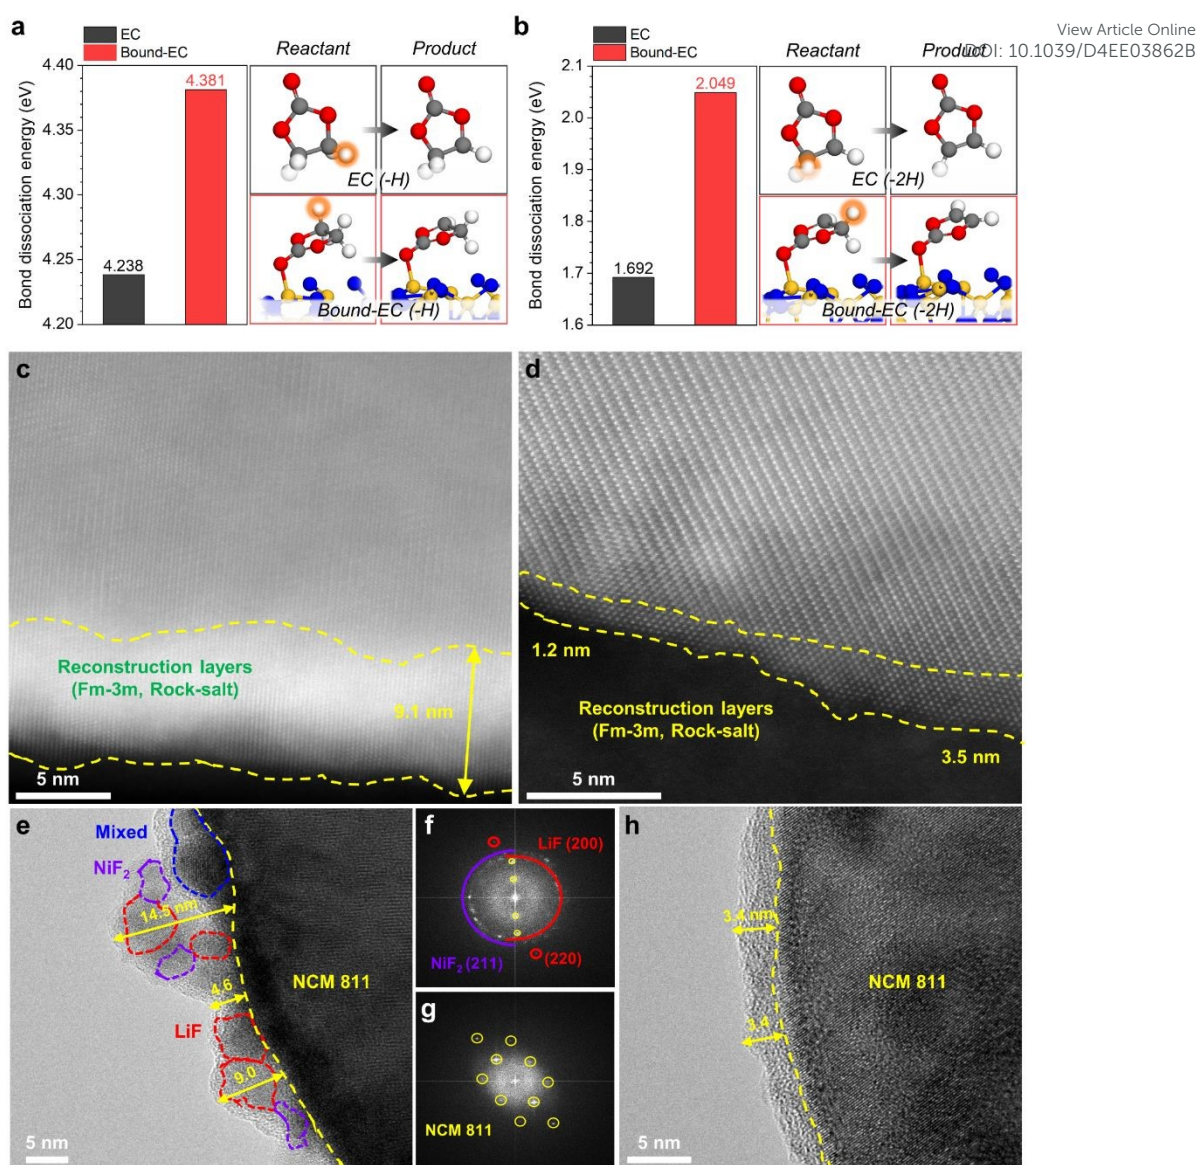 View Article Online
DOI: 10.1039/D4EE03862B
a
EC
Bound-EC
Reactant
Product
Bond dissociation energy (eV)
4.40
4.35
4.30
4.25
4.20
4.381
4.238
EC (-H)
Bound-EC (-H)
b
EC
Bound-EC
Reactant
Product
Bond dissociation energy (eV)
2.1
2.0
1.9
1.8
1.7
1.6
2.049
1.692
EC (-2H)
Bound-EC (-2H)
c
Reconstruction layers
(Fm-3m, Rock-salt)
9.1 nm
5 nm
d
1.2 nm
Reconstruction layers
(Fm-3m, Rock-salt)
3.5 nm
5 nm
e
Mixed
NiF2
14.5 nm
NCM 811
4.6
LiF
9.0
5 nm
f
LiF (200)
NiF2 (211)
(220)
g
NCM 811
h
3.4 nm
NCM 811
3.4
5 nm